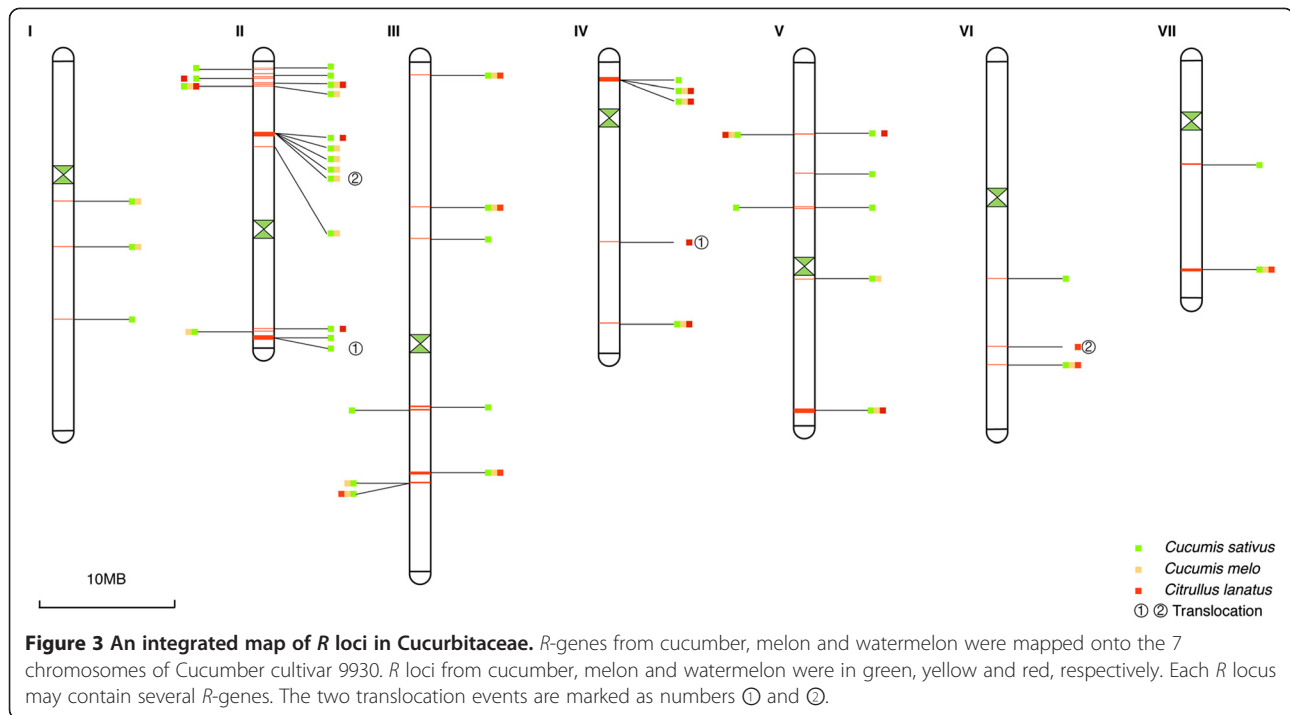 I II III IV V VI VII
②
①
①
②
10MB
Cucumis sativus
Cucumis melo
Citrullus lanatus
① ② Translocation
Figure 3 An integrated map of R loci in Cucurbitaceae. R-genes from cucumber, melon and watermelon were mapped onto the 7
chromosomes of Cucumber cultivar 9930. R loci from cucumber, melon and watermelon were in green, yellow and red, respectively. Each R locus
may contain several R-genes. The two translocation events are marked as numbers ① and ②.